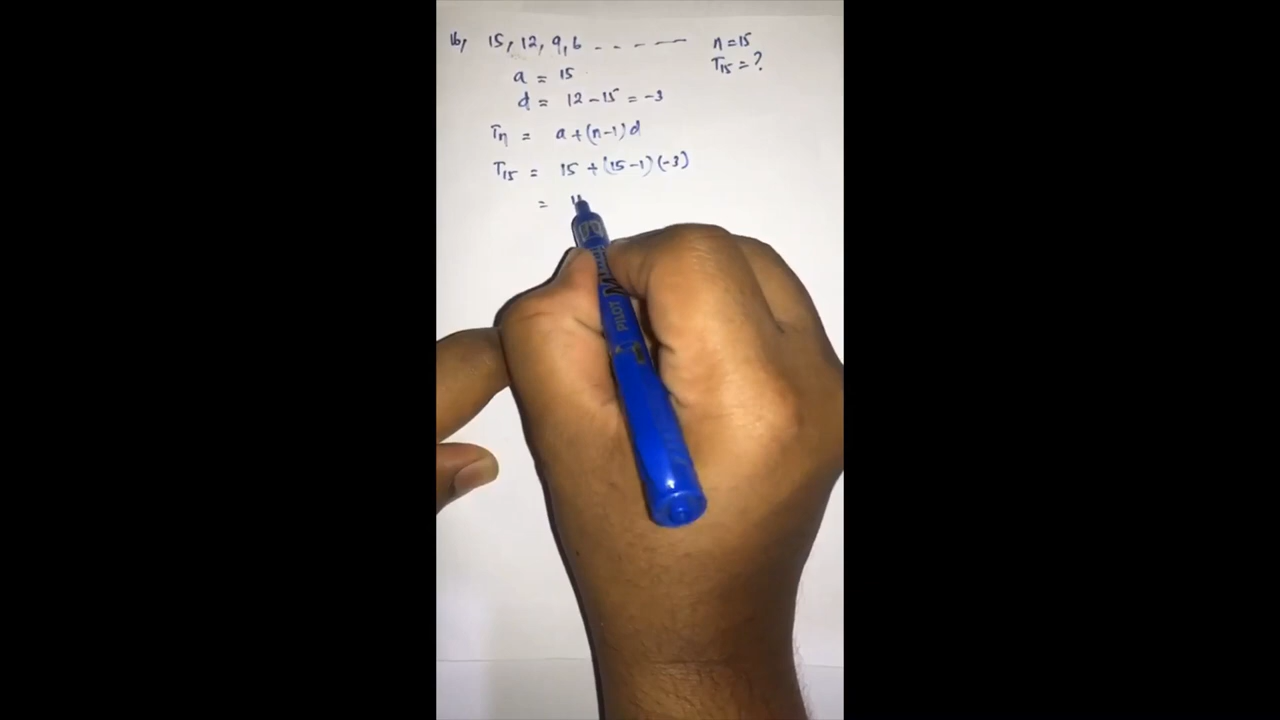 16, 15, 12, 9, 6 - - - - — n = 15
T15 = ?
a = 15
d = 12 - 15 = -3
Tn = a + (n-1) d
T15 = 15 + (15-1) (-3)
=
PILOT